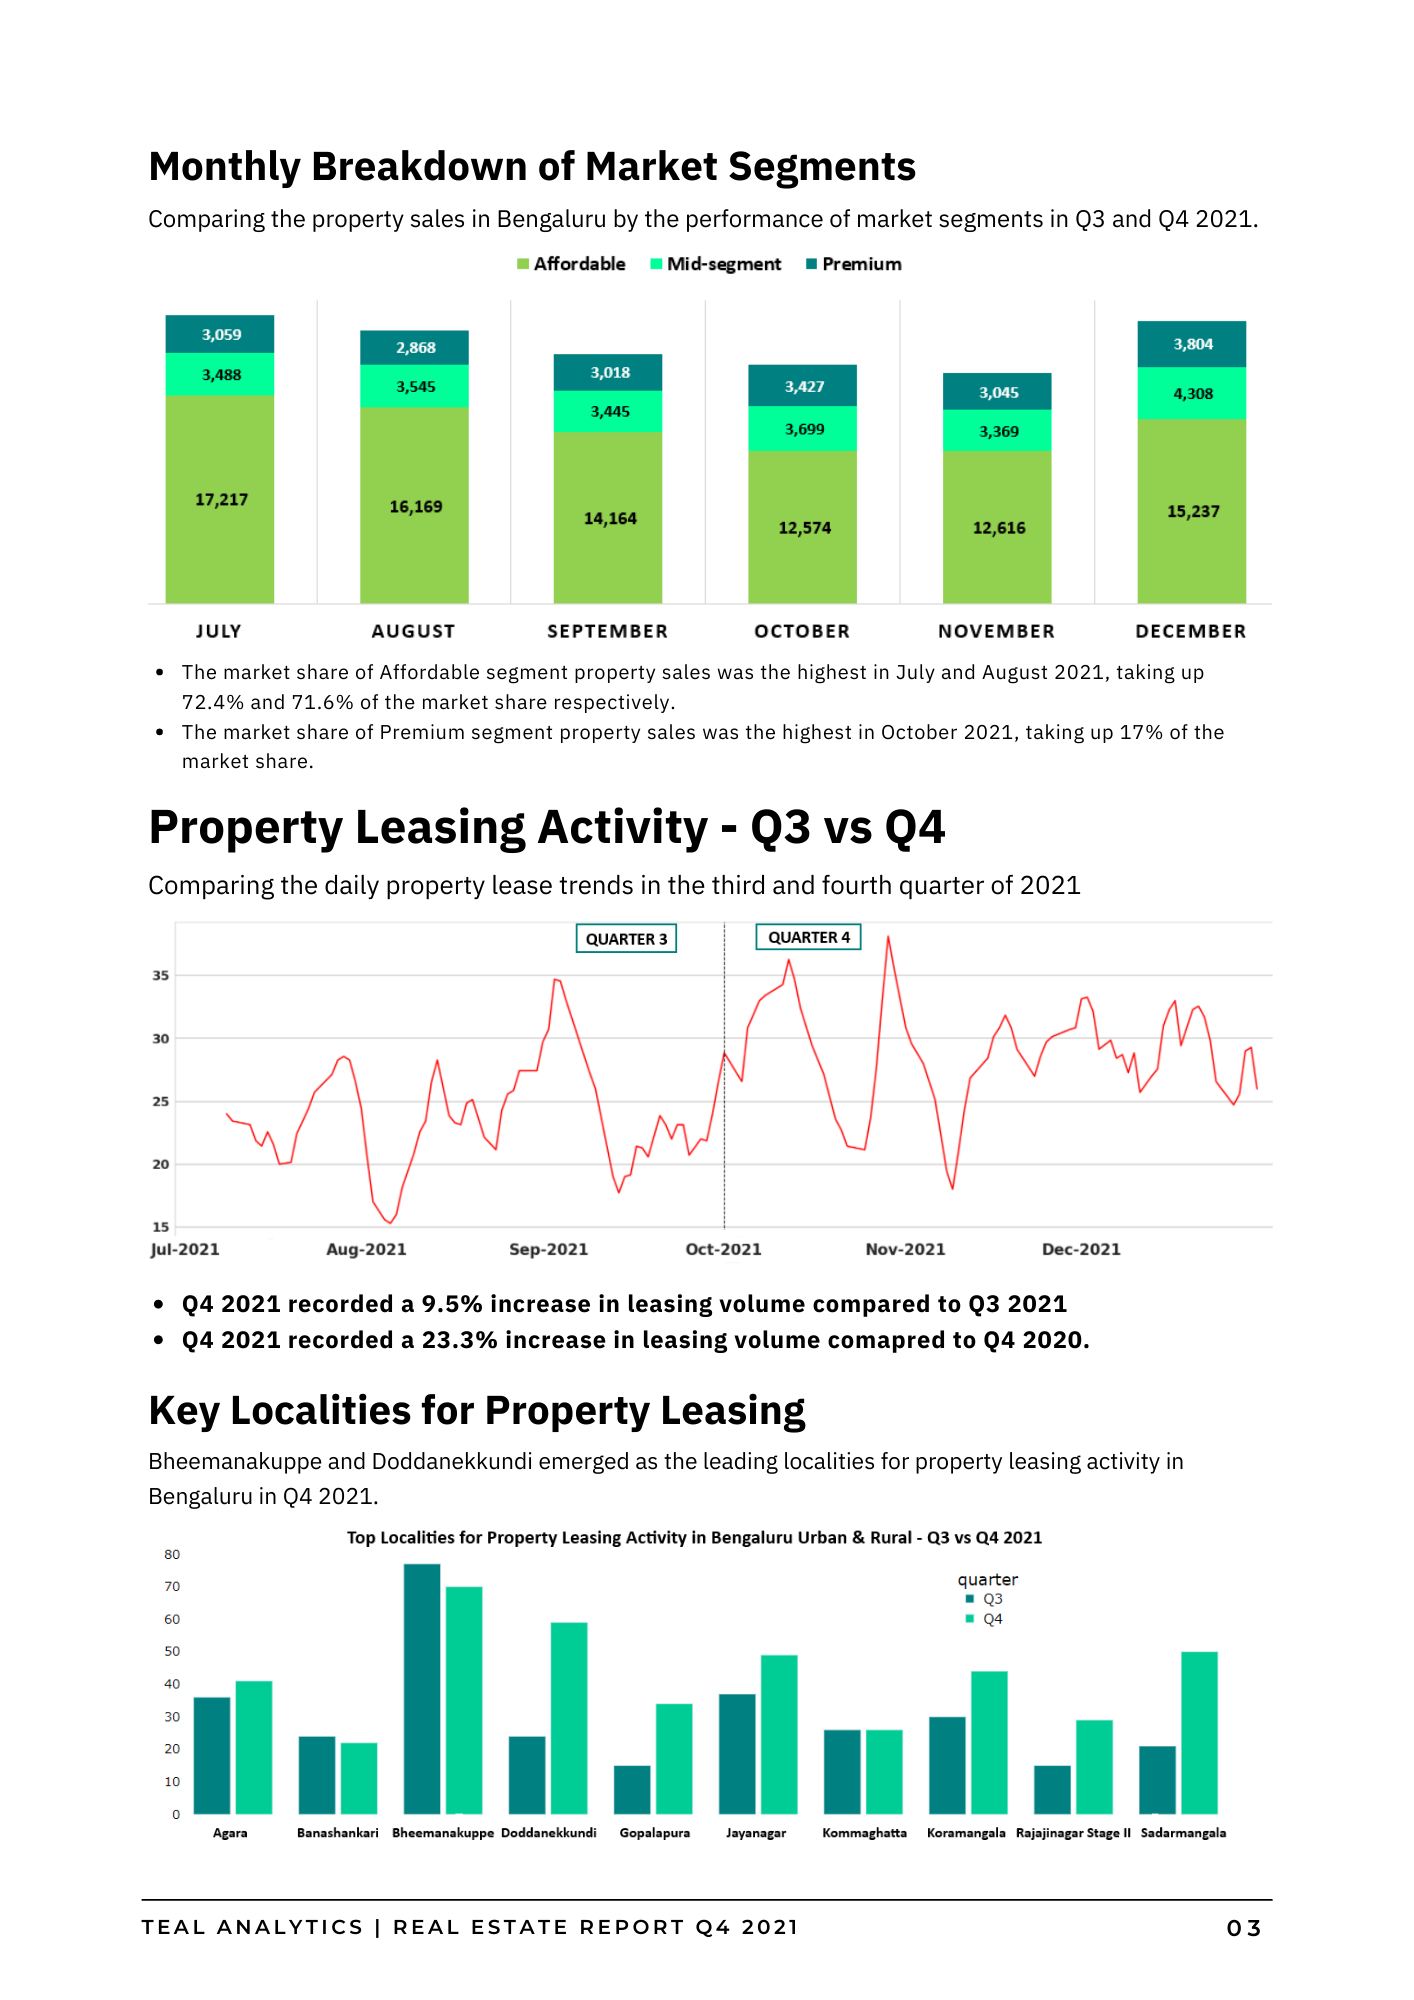 Monthly Breakdown of Market Segments
Comparing the property sales in Bengaluru by the performance of market segments in Q3 and Q4 2021.
Affordable Mid-segment Premium
3,059 2,868 3,018 3,427 3,045 3,804
3,488 3,545 3,445 3,699 3,369 4,308
17,217 16,169 14,164 12,574 12,616 15,237
JULY AUGUST SEPTEMBER OCTOBER NOVEMBER DECEMBER
• The market share of Affordable segment property sales was the highest in July and August 2021, taking up
72.4% and 71.6% of the market share respectively.
• The market share of Premium segment property sales was the highest in October 2021, taking up 17% of the
market share.
Property Leasing Activity - Q3 vs Q4
Comparing the daily property lease trends in the third and fourth quarter of 2021
QUARTER 3 QUARTER 4
35
30
25
20
15
Jul-2021 Aug-2021 Sep-2021 Oct-2021 Nov-2021 Dec-2021
• Q4 2021 recorded a 9.5% increase in leasing volume compared to Q3 2021
• Q4 2021 recorded a 23.3% increase in leasing volume comapred to Q4 2020.
Key Localities for Property Leasing
Bheemanakuppe and Doddanekkundi emerged as the leading localities for property leasing activity in
Bengaluru in Q4 2021.
Top Localities for Property Leasing Activity in Bengaluru Urban & Rural - Q3 vs Q4 2021
quarter
Q3
Q4
80
70
60
50
40
30
20
10
0
Agara Banashankari Bheemanakuppe Doddanekkundi Gopalapura Jayanagar Kommaghatta Koramangala Rajajinagar Stage II Sadarmangala
TEAL ANALYTICS | REAL ESTATE REPORT Q4 2021 03